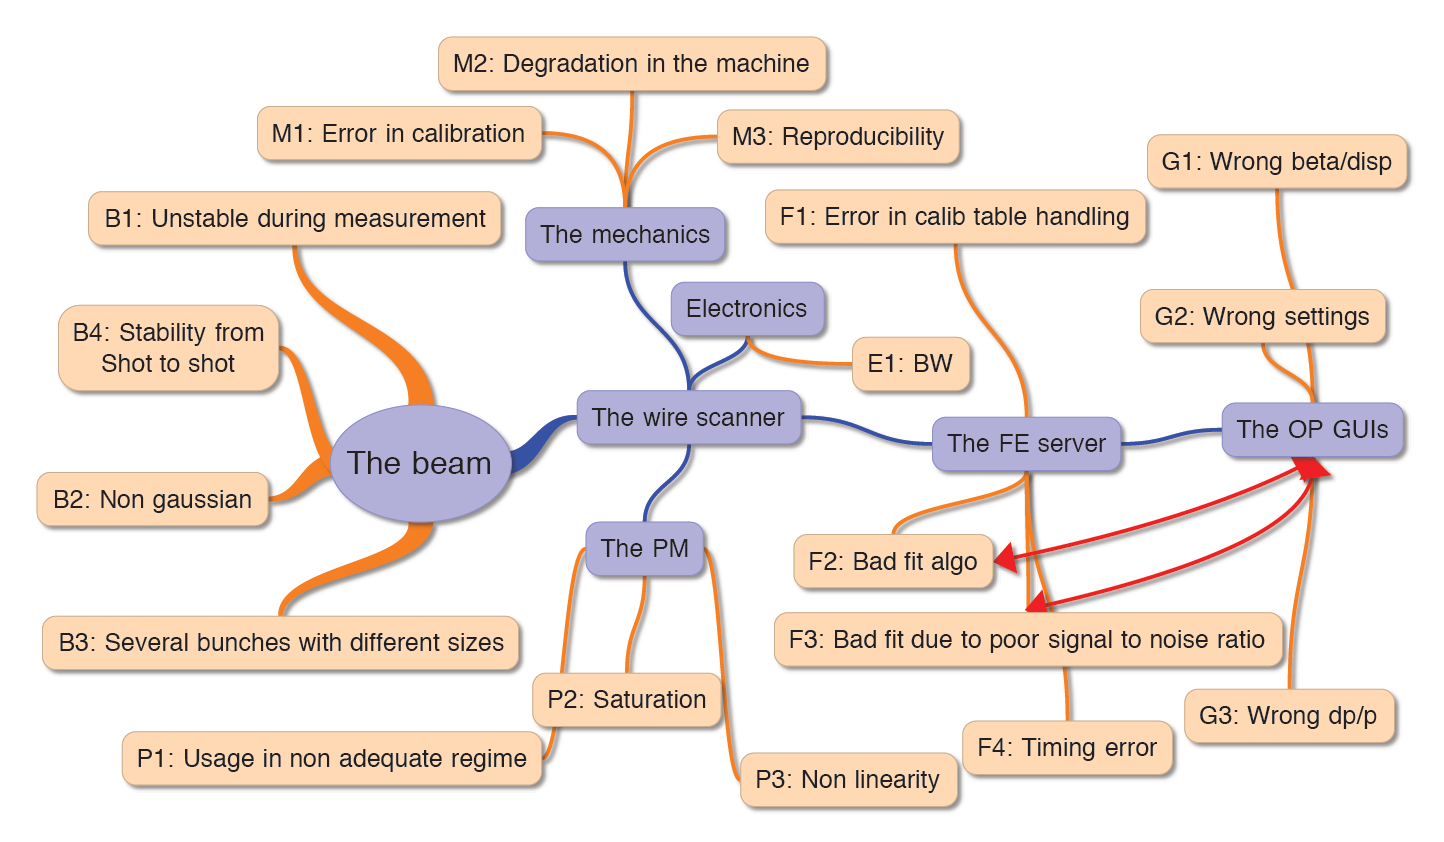 M2: Degradation in the machine
M1: Error in calibration
M3: Reproducibility
G1: Wrong beta/disp
B1: Unstable during measurement
F1: Error in calib table handling
The mechanics
Electronics
G2: Wrong settings
B4: Stability from
Shot to shot
E1: BW
The wire scanner
The FE server
The OP GUIs
The beam
B2: Non gaussian
The PM
F2: Bad fit algo
B3: Several bunches with different sizes
F3: Bad fit due to poor signal to noise ratio
P2: Saturation
G3: Wrong dp/p
P1: Usage in non adequate regime
F4: Timing error
P3: Non linearity